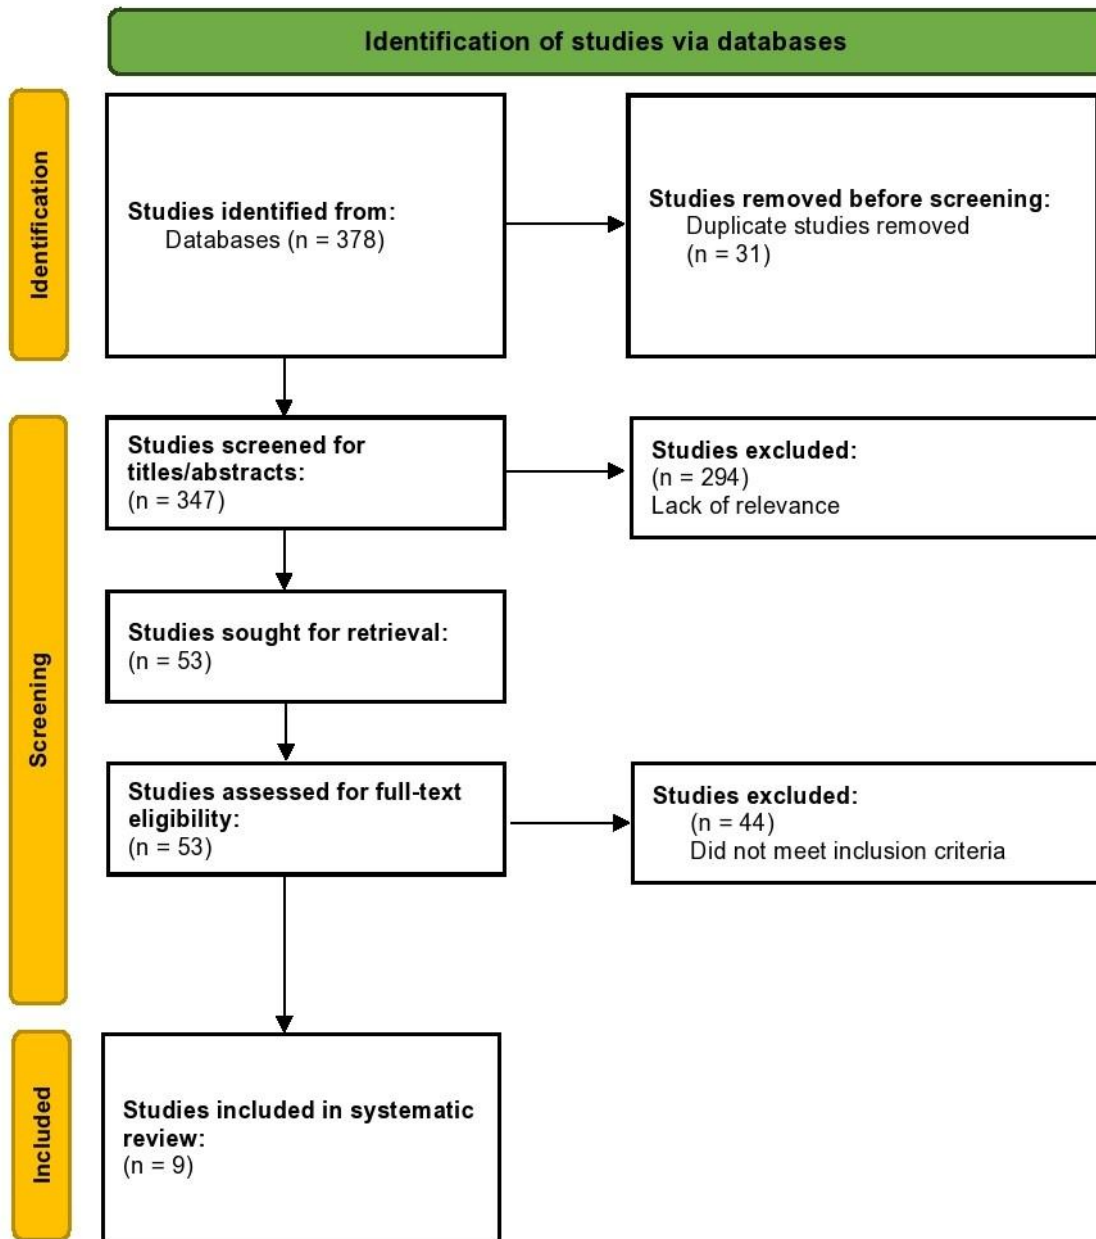 Identification of studies via databases
Identification
Studies identified from:
Databases (n = 378)
Studies removed before screening:
Duplicate studies removed
(n = 31)
Screening
Studies screened for
titles/abstracts:
(n = 347)
Studies excluded:
(n = 294)
Lack of relevance
Studies sought for retrieval:
(n = 53)
Studies assessed for full-text
eligibility:
(n = 53)
Studies excluded:
(n = 44)
Did not meet inclusion criteria
Included
Studies included in systematic
review:
(n = 9)